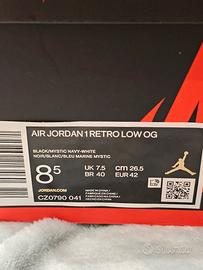 AIR JORDAN 1 RETRO LOW OG
BLACK/MYSTIC NAVY-WHITE
NOIR/BLANC/BLEU MARINE MYSTIC
8.5
UK 7.5 cm 26.5
BR 40 EUR 42
JORDAN.COM
CZ0790 041